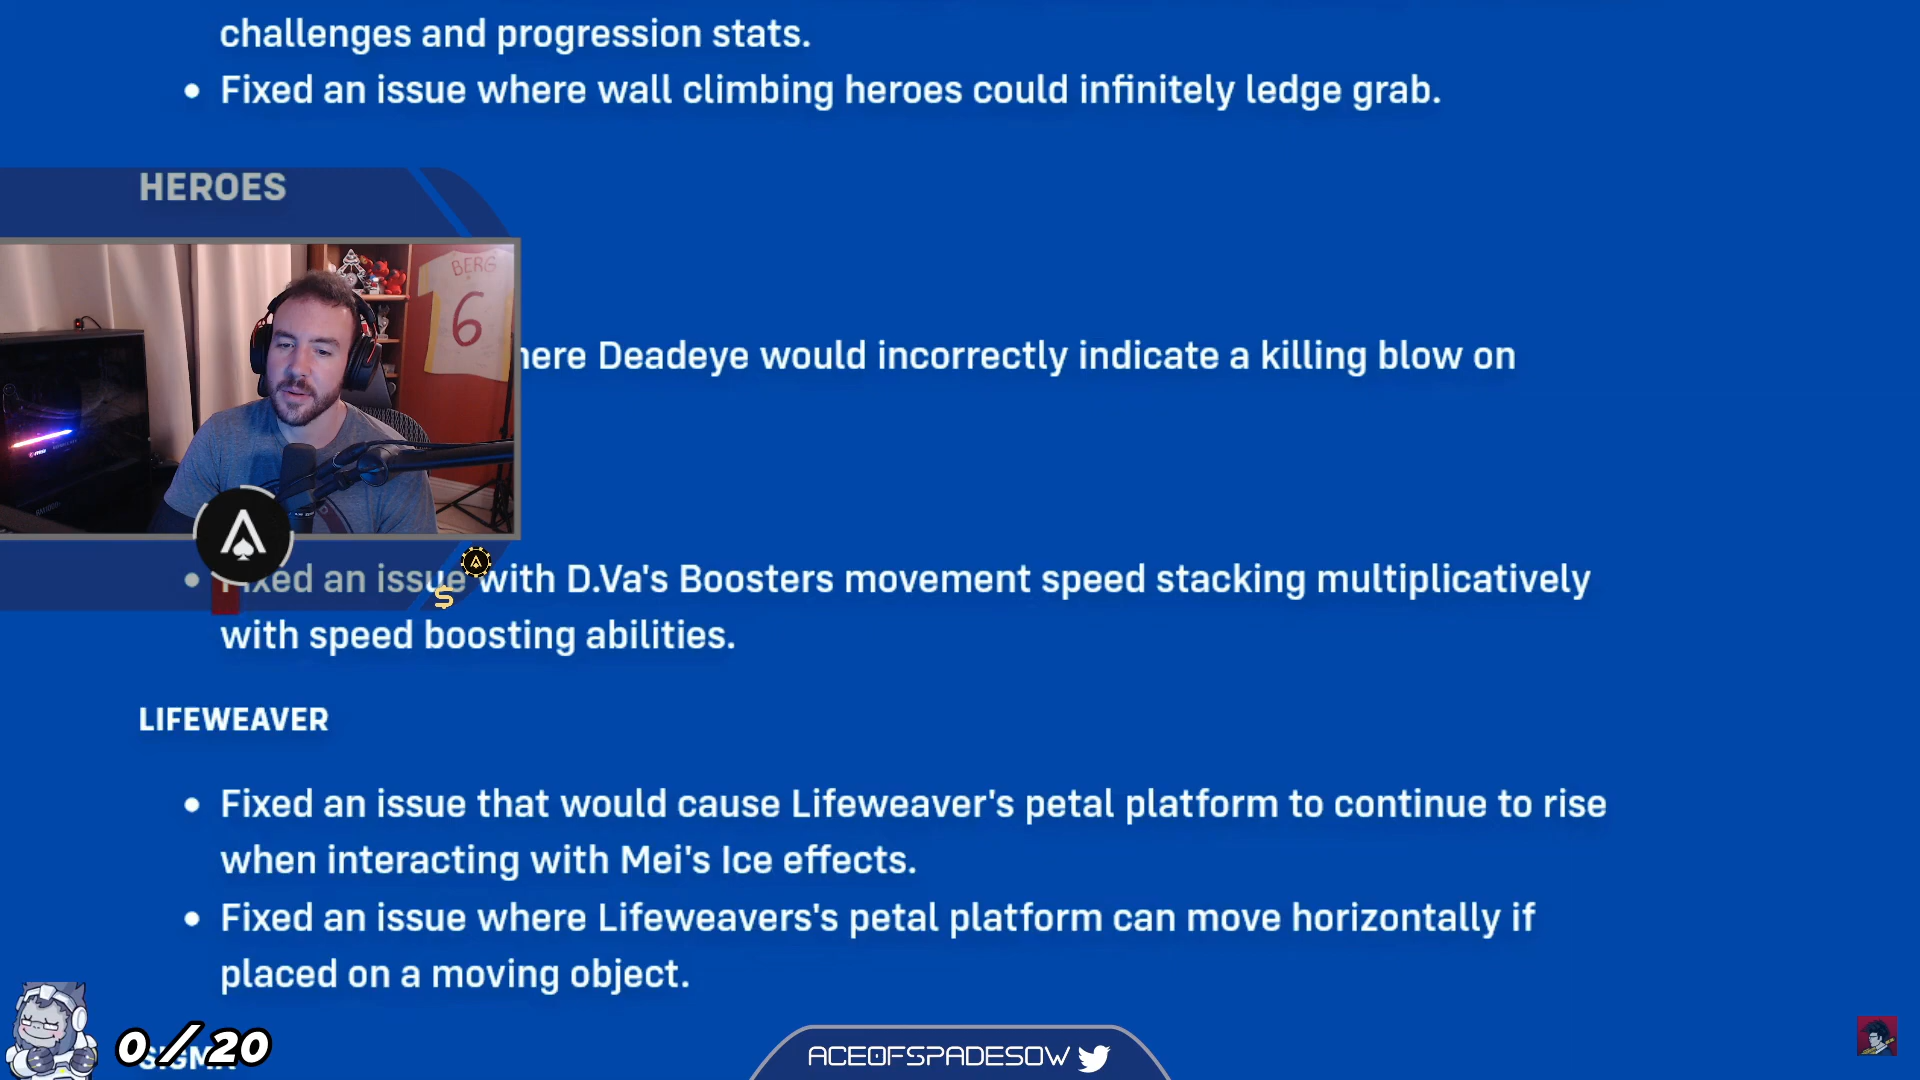 challenges and progression stats.
• Fixed an issue where wall climbing heroes could infinitely ledge grab.
HEROES
BERG
6
here Deadeye would incorrectly indicate a killing blow on
• Fixed an issue with D.Va's Boosters movement speed stacking multiplicatively
with speed boosting abilities.
LIFEWEAVER
• Fixed an issue that would cause Lifeweaver's petal platform to continue to rise
when interacting with Mei's Ice effects.
• Fixed an issue where Lifeweavers's petal platform can move horizontally if
placed on a moving object.
SIGMA
0/20
ACEOFSPADESOW